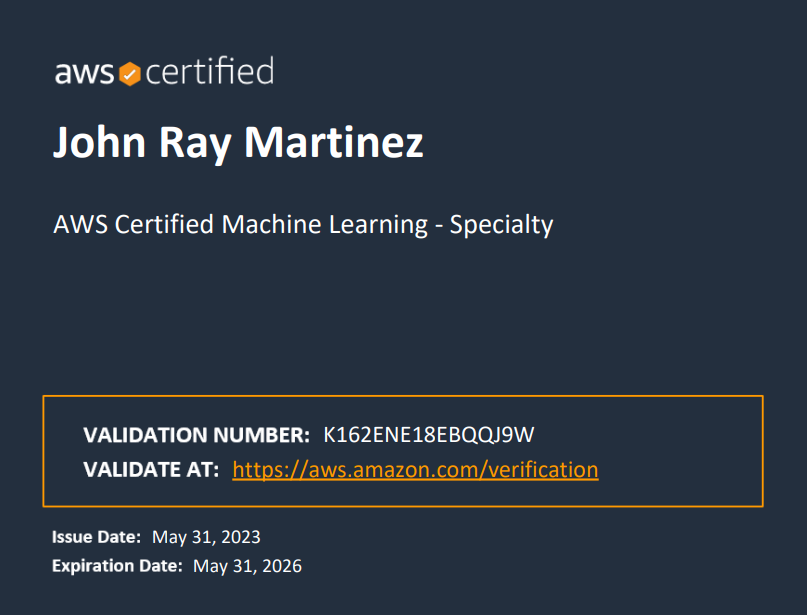 aws certified
John Ray Martinez
AWS Certified Machine Learning - Specialty
VALIDATION NUMBER: K162ENE18EBQQJ9W
VALIDATE AT: https://aws.amazon.com/verification
Issue Date: May 31, 2023
Expiration Date: May 31, 2026